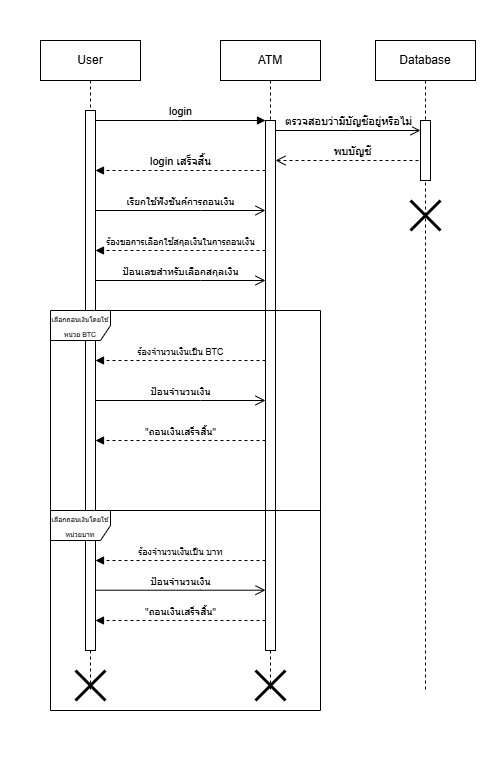 User
ATM
Database
login
ตรวจสอบว่ามีบัญชีอยู่หรือไม่
พบบัญชี
login เสร็จสิ้น
เรียกใช้ฟังชันค์การถอนเงิน
ร้องขอการเลือกใช้สกุลเงินในการถอนเงิน
ป้อนเลขสำหรับเลือกสกุลเงิน
เลือกถอนเงินโดยใช้
หน่วย BTC
ร้องจำนวนเงินเป็น BTC
ป้อนจำนวนเงิน
"ถอนเงินเสร็จสิ้น"
เลือกถอนเงินโดยใช้
หน่วยบาท
ร้องจำนวนเงินเป็น บาท
ป้อนจำนวนเงิน
"ถอนเงินเสร็จสิ้น"